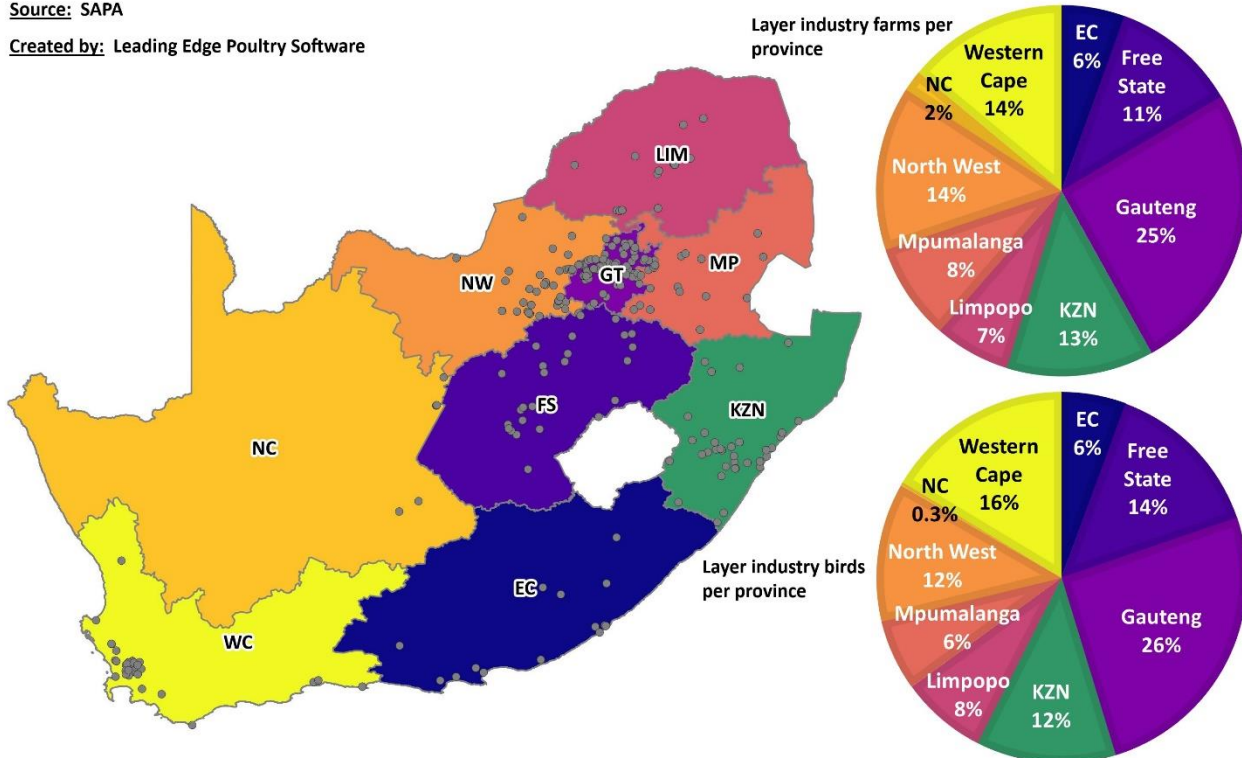 Source: SAPA
Created by: Leading Edge Poultry Software
LIM
NW
GT
MP
FS
KZN
NC
EC
WC
Layer industry farms per
province
EC
6%
Free
State
11%
Gauteng
25%
KZN
13%
Limpopo
7%
Mpumalanga
8%
North West
14%
NC
2%
Western
Cape
14%
Layer industry birds
per province
EC
6%
Free
State
14%
Gauteng
26%
KZN
12%
Limpopo
8%
Mpumalanga
6%
North West
12%
NC
0.3%
Western
Cape
16%